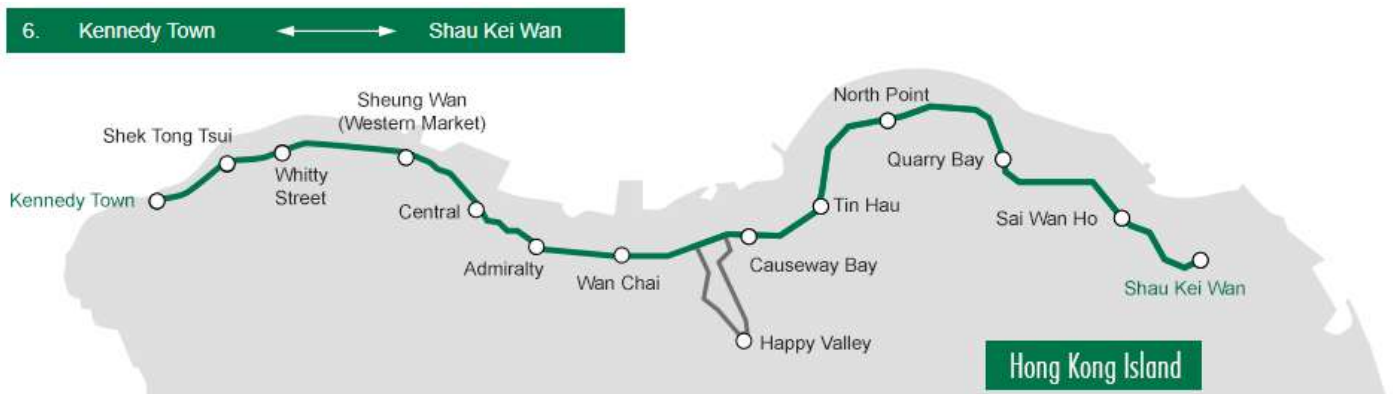 6. Kennedy Town Shau Kei Wan
Sheung Wan
(Western Market)
North Point
Shek Tong Tsui
Quarry Bay
Whitty
Street
Kennedy Town
Central
Tin Hau
Sai Wan Ho
Admiralty
Wan Chai
Causeway Bay
Shau Kei Wan
Happy Valley
Hong Kong Island